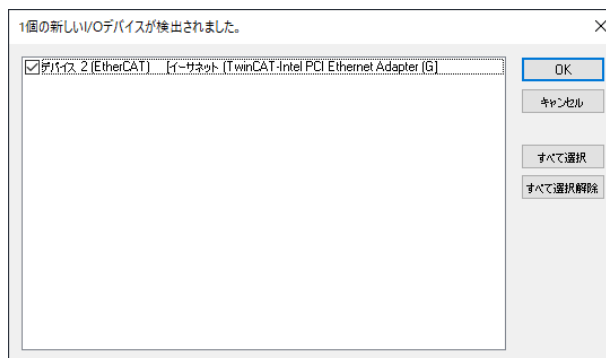 1個の新しいI/Oデバイスが検出されました。
デバイス 2 (EtherCAT) [イーサネット (TwinCAT-Intel PCI Ethernet Adapter (G]
OK
キャンセル
すべて選択
すべて選択解除